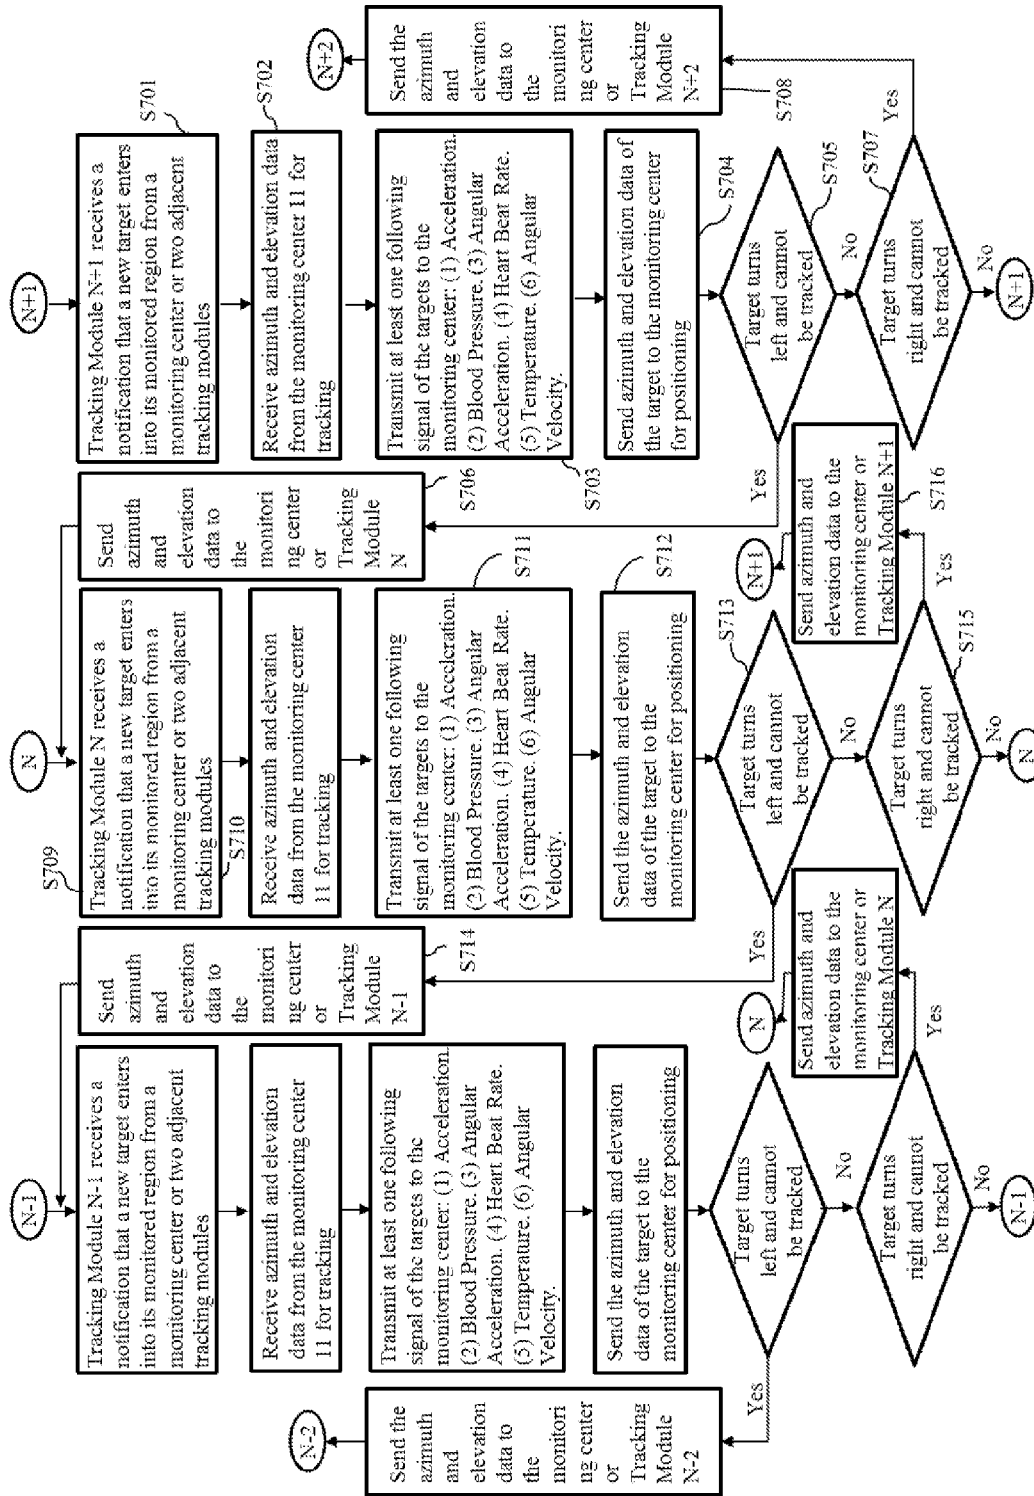 N-1
Tracking Module N-1 receives a
notification that a new target enters
into its monitored region from a
monitoring center or two adjacent
tracking modules
Receive azimuth and elevation
data from the monitoring center
11 for tracking
Transmit at least one following
signal of the targets to the
monitoring center: (1) Acceleration.
(2) Blood Pressure. (3) Angular
Acceleration. (4) Heart Beat Rate.
(5) Temperature. (6) Angular
Velocity.
Send the azimuth and elevation
data of the target to the
monitoring center for positioning
Target turns
left and cannot
be tracked
Yes
No
Target turns
right and cannot
be tracked
Yes
No
N-1
N-2
Send the
azimuth
and
elevation
data to
the
monitori
ng center
or
Tracking
Module
N-2
N
Send azimuth and
elevation data to the
monitoring center or
Tracking Module N
N
S709
Tracking Module N receives a
notification that a new target enters
into its monitored region from a
monitoring center or two adjacent
tracking modules
S710
Receive azimuth and elevation
data from the monitoring center
11 for tracking
S711
Transmit at least one following
signal of the targets to the
monitoring center: (1) Acceleration.
(2) Blood Pressure. (3) Angular
Acceleration. (4) Heart Beat Rate.
(5) Temperature. (6) Angular
Velocity.
S712
Send the azimuth and elevation
data of the target to the
monitoring center for positioning
S713
Target turns
left and cannot
be tracked
Yes
No
S714
Send
azimuth
and
elevation
data to
the
monitori
ng center
or
Tracking
Module
N-1
S715
Target turns
right and cannot
be tracked
Yes
No
N
N+1
Send azimuth and
elevation data to the
monitoring center or
Tracking Module N+1
S716
N+1
S701
Tracking Module N+1 receives a
notification that a new target enters
into its monitored region from a
monitoring center or two adjacent
tracking modules
S702
Receive azimuth and elevation data
from the monitoring center 11 for
tracking
Transmit at least one following
signal of the targets to the
monitoring center: (1) Acceleration.
(2) Blood Pressure. (3) Angular
Acceleration. (4) Heart Beat Rate.
(5) Temperature. (6) Angular
Velocity.
S703
Send azimuth and elevation data of
the target to the monitoring center
for positioning
S704
Target turns
left and cannot
be tracked
S705
Yes
No
S706
Send
azimuth
and
elevation
data to
the
monitori
ng center
or
Tracking
Module
N
S707
Target turns
right and cannot
be tracked
Yes
No
N+1
N+2
Send the
azimuth
and
elevation
data to
the
monitori
ng center
or
Tracking
Module
N+2
S708